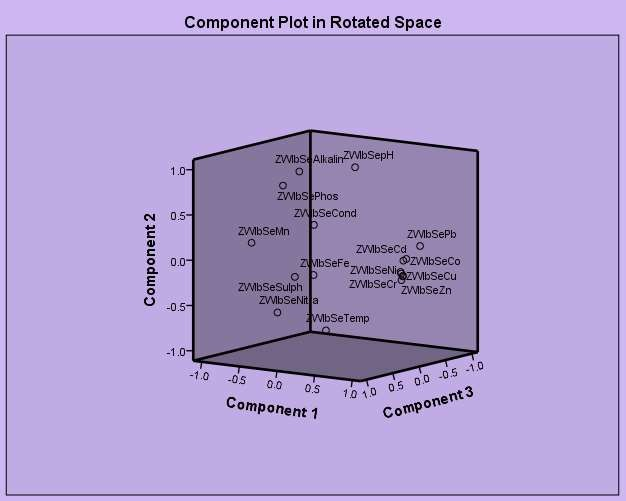 Component Plot in Rotated Space
ZWIbSeAlkalin
ZWIbSepH
ZWIbSePhos
ZWIbSeCond
ZWIbSeMn
ZWIbSePb
ZWIbSeCd
ZWIbSeCo
ZWIbSeFe
ZWIbSeNi
ZWIbSeCu
ZWIbSeCr
ZWIbSeZn
ZWIbSeSulph
ZWIbSeNitra
ZWIbSeTemp
Component 2
1.0
0.5
0.0
-0.5
-1.0
-1.0
-0.5
0.0
0.5
1.0
Component 1
1.0
0.5
0.0
-0.5
-1.0
Component 3